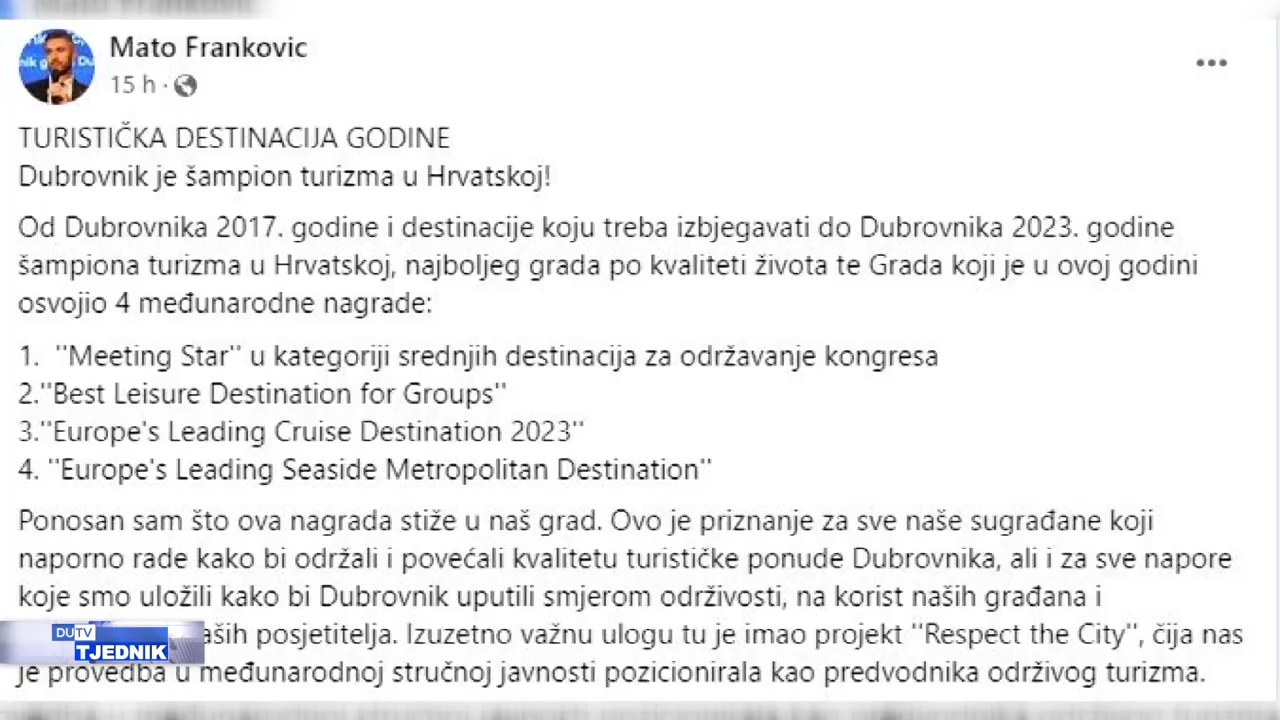 Mato Frankovic
15 h ·
TURISTIČKA DESTINACIJA GODINE
Dubrovnik je šampion turizma u Hrvatskoj!
Od Dubrovnika 2017. godine i destinacije koju treba izbjegavati do Dubrovnika 2023. godine
šampiona turizma u Hrvatskoj, najboljeg grada po kvaliteti života te Grada koji je u ovoj godini
osvojio 4 međunarodne nagrade:
1. "Meeting Star" u kategoriji srednjih destinacija za održavanje kongresa
2."Best Leisure Destination for Groups"
3."Europe's Leading Cruise Destination 2023"
4. "Europe's Leading Seaside Metropolitan Destination"
Ponosan sam što ova nagrada stiže u naš grad. Ovo je priznanje za sve naše sugrađane koji
naporno rade kako bi održali i povećali kvalitetu turističke ponude Dubrovnika, ali i za sve napore
koje smo uložili kako bi Dubrovnik uputili smjerom održivosti, na korist naših građana i
aših posjetitelja. Izuzetno važnu ulogu tu je imao projekt "Respect the City", čija nas
je provedba u međunarodnoj stručnoj javnosti pozicionirala kao predvodnika održivog turizma.
DUTV
TJEDNIK